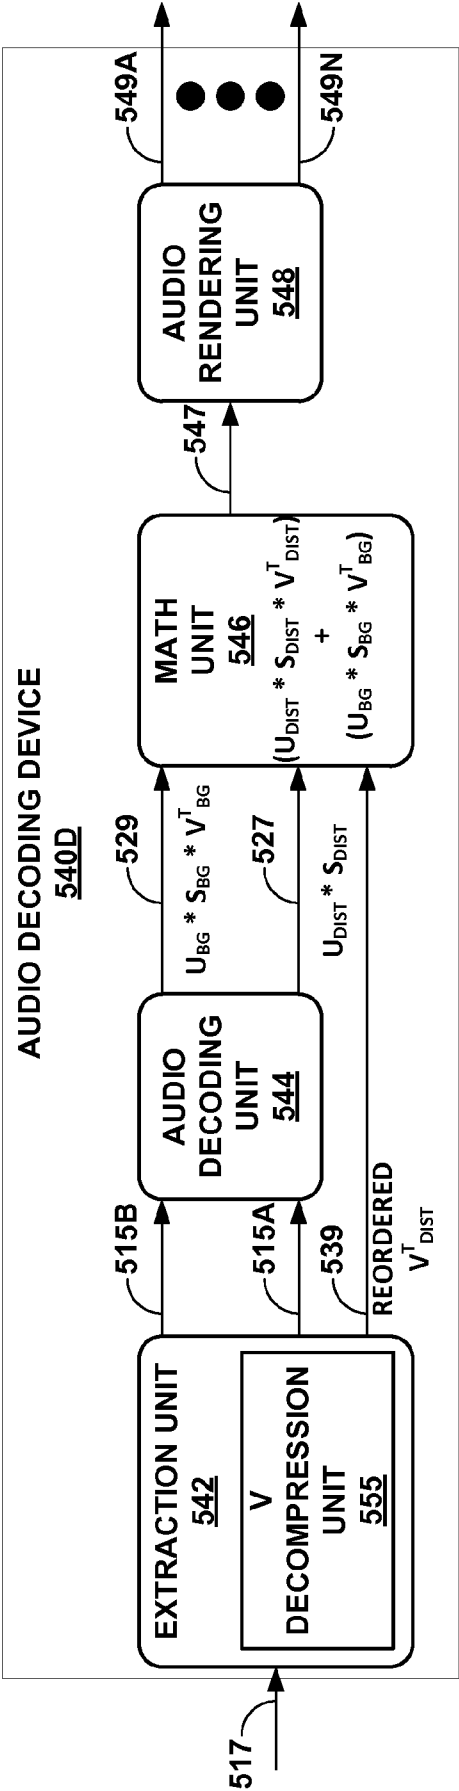 AUDIO DECODING DEVICE
540D
517
EXTRACTION UNIT
542
V
DECOMPRESSION
UNIT
555
515B
515A
539
REORDERED
V^T_DIST
AUDIO
DECODING
UNIT
544
529
U_BG * S_BG * V^T_BG
527
U_DIST * S_DIST
MATH
UNIT
546
(U_DIST * S_DIST * V^T_DIST)
+
(U_BG * S_BG * V^T_BG)
547
AUDIO
RENDERING
UNIT
548
549A
549N